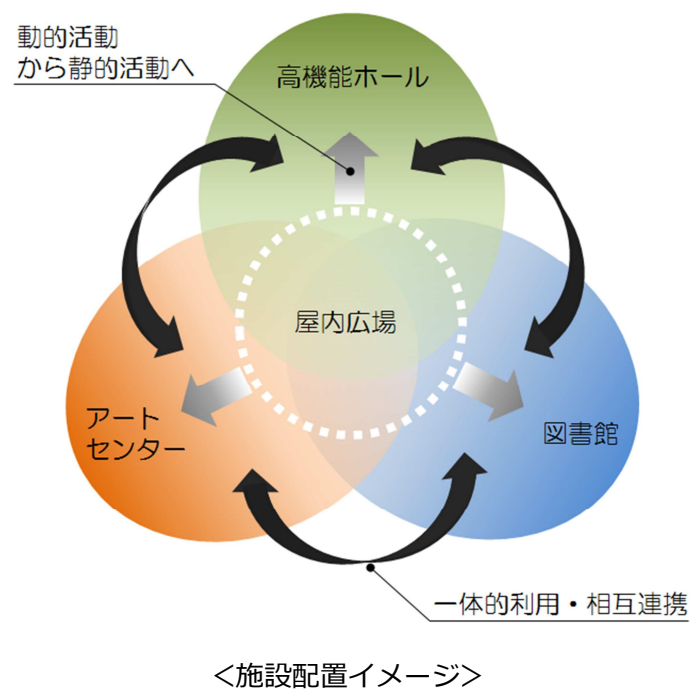 動的活動
から静的活動へ
高機能ホール
屋内広場
アート
センター
図書館
一体的利用・相互連携
＜施設配置イメージ＞